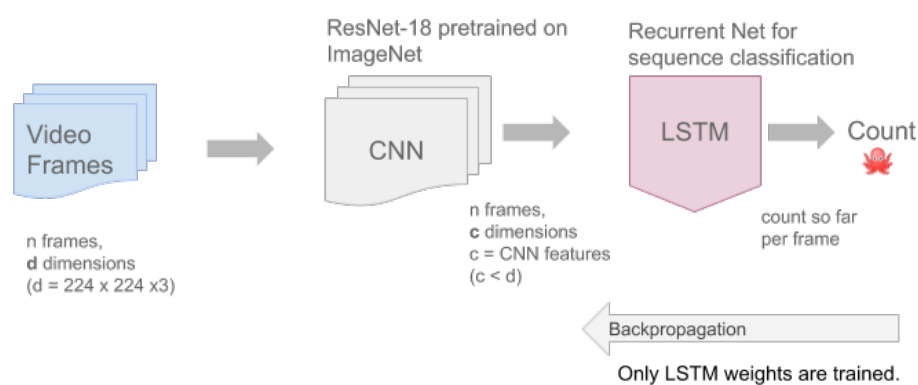 ResNet-18 pretrained on
ImageNet
Recurrent Net for
sequence classification
Video
Frames
CNN
LSTM
Count
n frames,
d dimensions
(d = 224 x 224 x3)
n frames,
c dimensions
c = CNN features
(c < d)
count so far
per frame
Backpropagation
Only LSTM weights are trained.